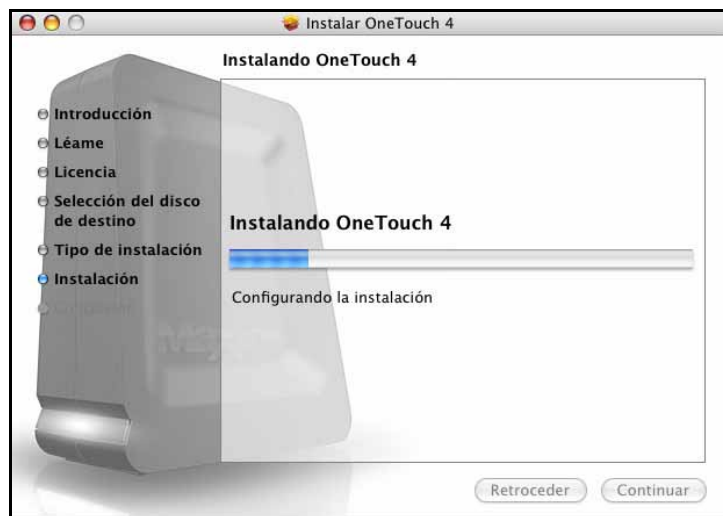 Instalar OneTouch 4
Instalando OneTouch 4
Introducción
Léame
Licencia
Selección del disco
de destino
Tipo de instalación
Instalación
Instalando OneTouch 4
Configurando la instalación
Retroceder
Continuar